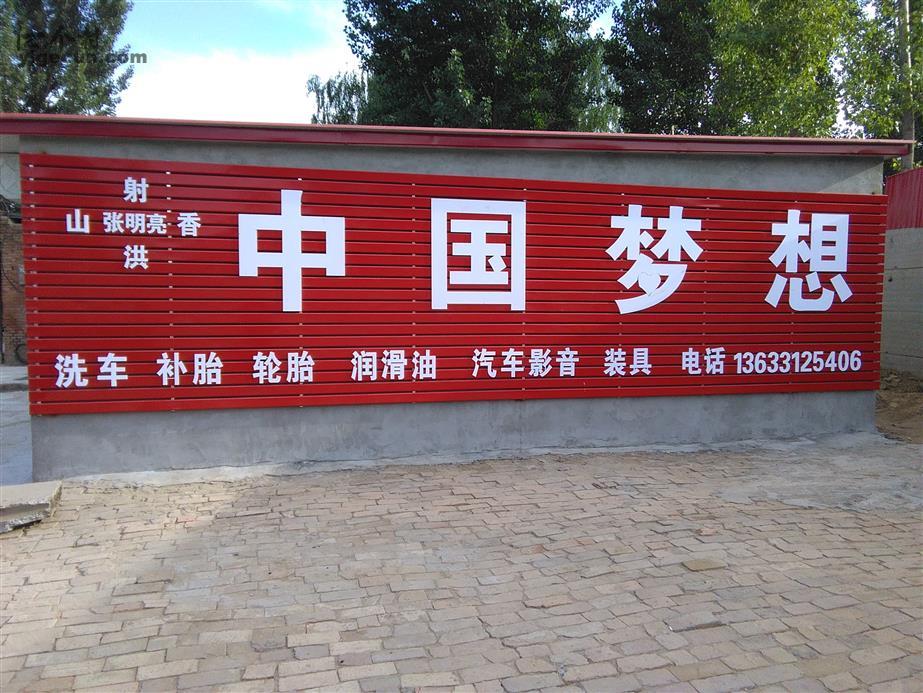 射
山 张明亮 香
洪
中国梦想
洗车 补胎 轮胎 润滑油 汽车影音 装具 电话 13633125406